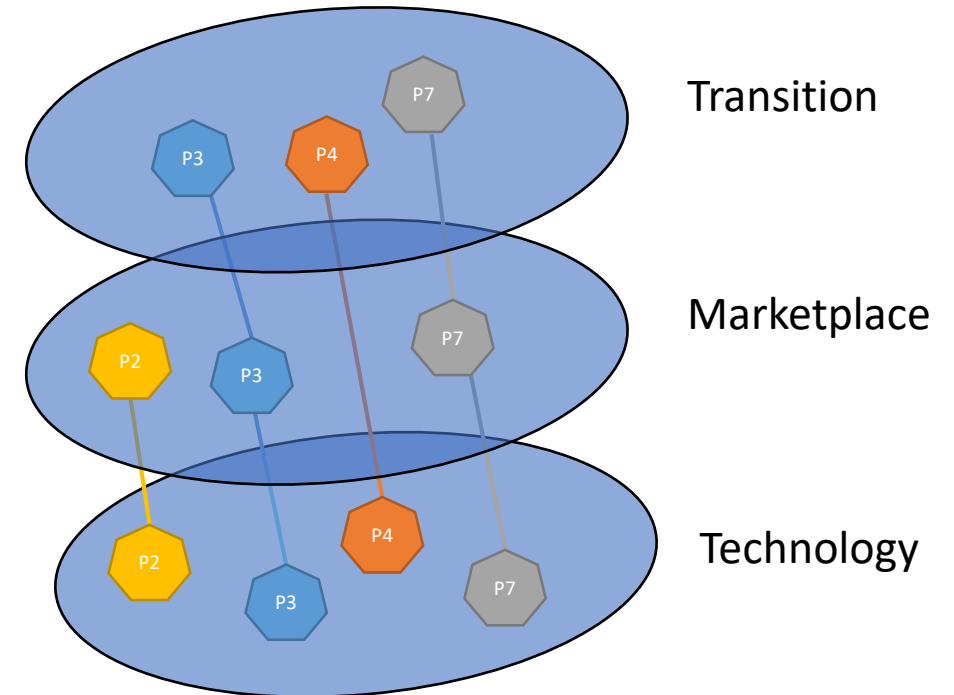 P7
Transition
P3
P4
Marketplace
P2
P3
P7
Technology
P2
P4
P3
P7